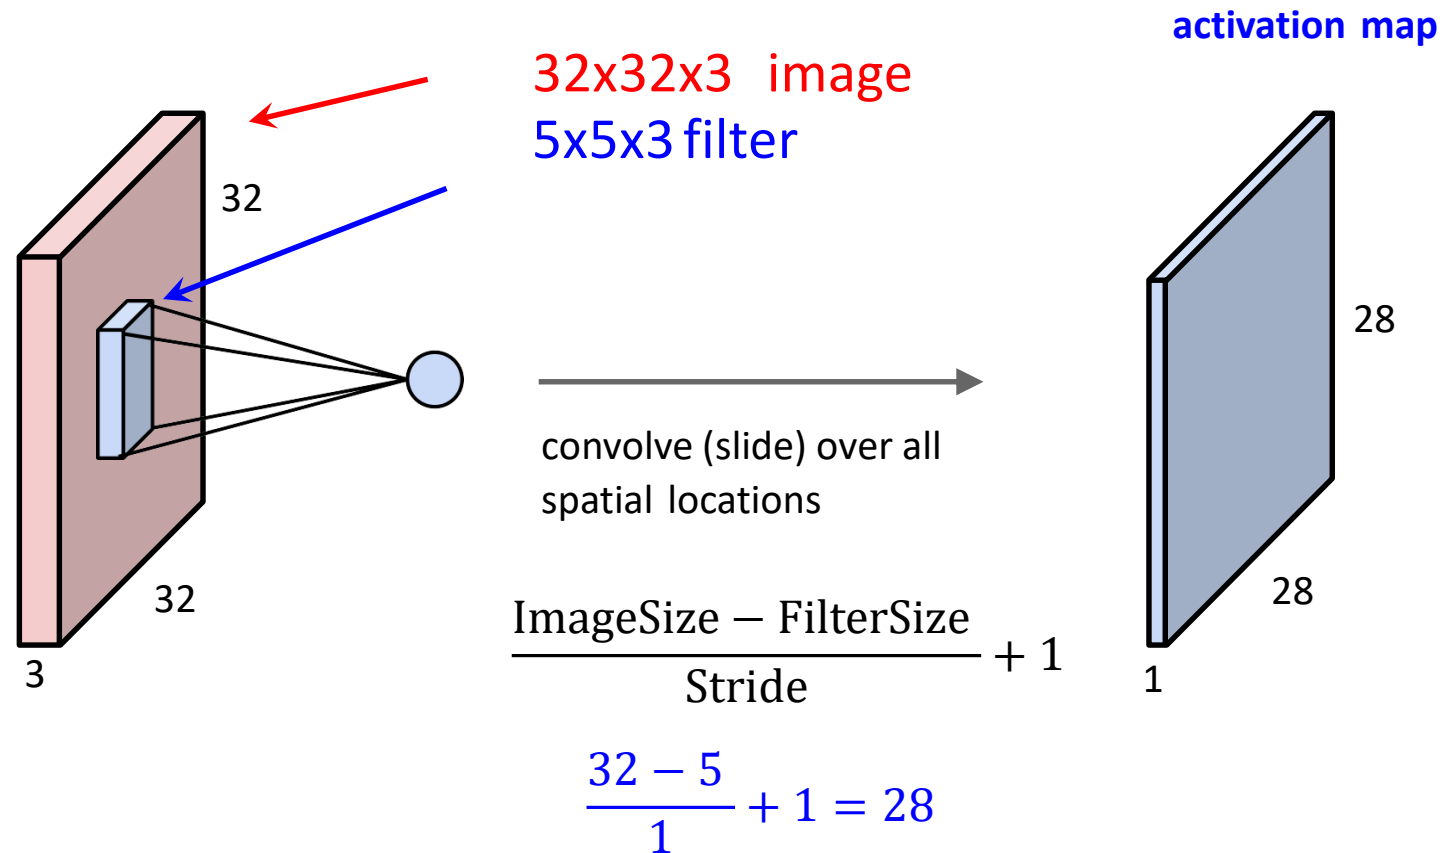 activation map
32x32x3 image
5x5x3 filter
32
32
3
convolve (slide) over all
spatial locations
28
28
1
ImageSize − FilterSize
Stride
+ 1
32 − 5
1
+ 1 = 28